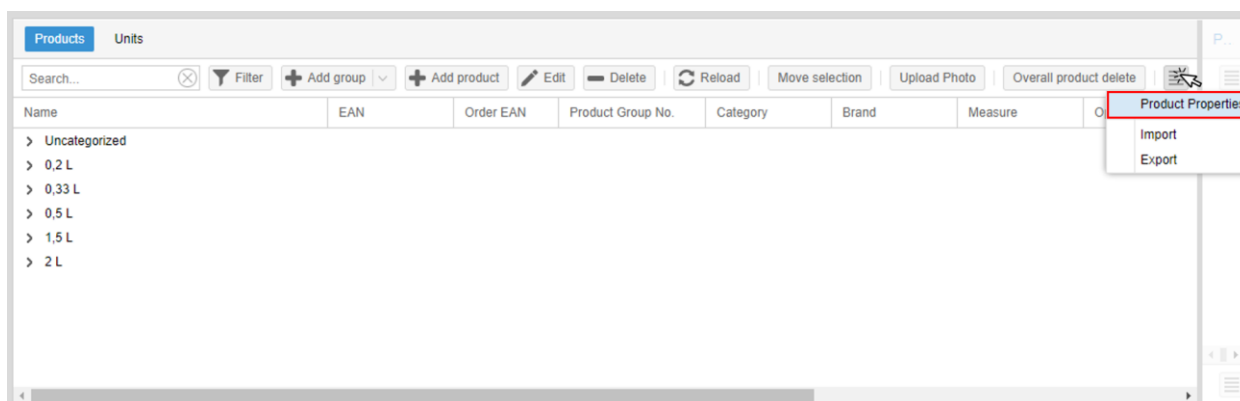 Products Units P...
Search... Filter Add group Add product Edit Delete Reload Move selection Upload Photo Overall product delete
Name EAN Order EAN Product Group No. Category Brand Measure O
Product Properties
Uncategorized
Import
0,2 L
Export
0,33 L
0,5 L
1,5 L
2 L